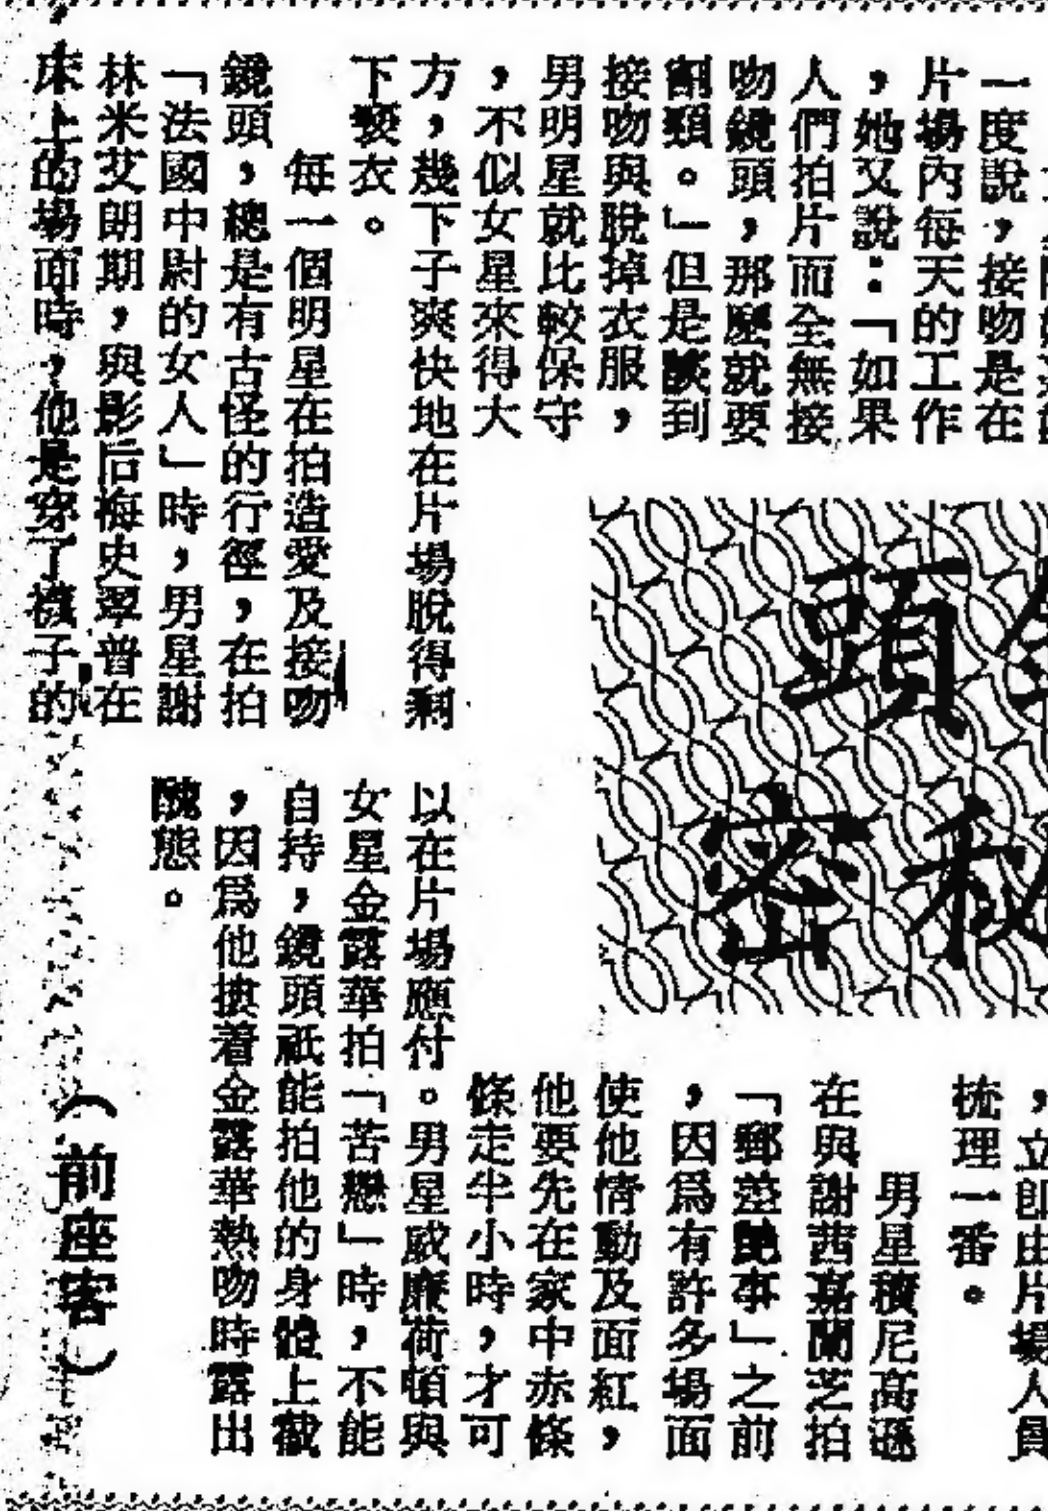 一度說，接吻是在
片場內每天的工作
，她又說：「如果
人們拍片而全無接
吻鏡頭，那麼就要
割頸。」但是談到
接吻與脫掉衣服，
男明星就比較保守
，不似女星來得大
方，幾下子爽快地在片場脫得剩
下褻衣。
每一個明星在拍造愛及接吻
鏡頭，總是有古怪的行徑，在拍
「法國中尉的女人」時，男星謝
林米艾朗期，與影后梅史翠普在
床上的場面時，他是穿了襪子的
頭
秘密
，立卽由片場人員
梳理一番。
男星積尼高遜
在與謝茜嘉蘭芝拍
「郵差艷事」之前
，因爲有許多場面
使他情動及面紅，
他要先在家中赤條
條走半小時，才可
以在片場應付。男星威廉荷頓與
女星金露華拍「苦戀」時，不能
自持，鏡頭祇能拍他的身體上截
，因爲他摟着金露華熱吻時露出
醜態。
（前座客）